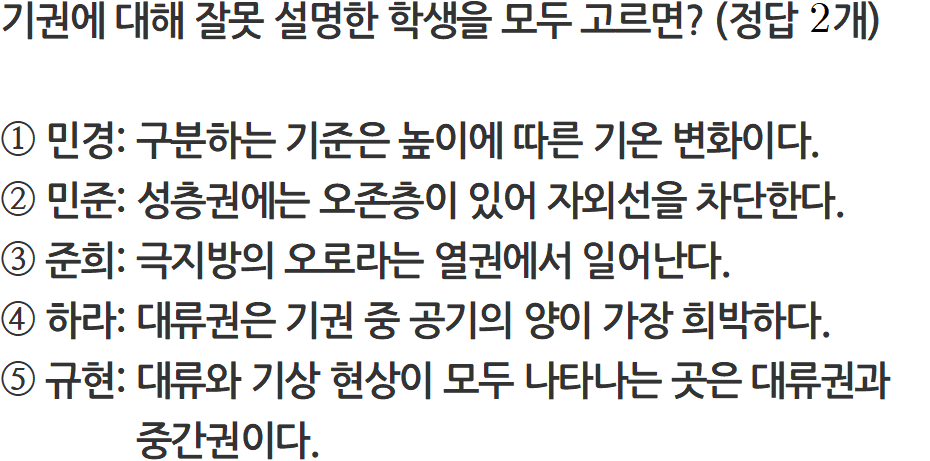 기권에 대해 잘못 설명한 학생을 모두 고르면? (정답 2개)
① 민경: 구분하는 기준은 높이에 따른 기온 변화이다.
② 민준: 성층권에는 오존층이 있어 자외선을 차단한다.
③ 준희: 극지방의 오로라는 열권에서 일어난다.
④ 하라: 대류권은 기권 중 공기의 양이 가장 희박하다.
⑤ 규현: 대류와 기상 현상이 모두 나타나는 곳은 대류권과
중간권이다.